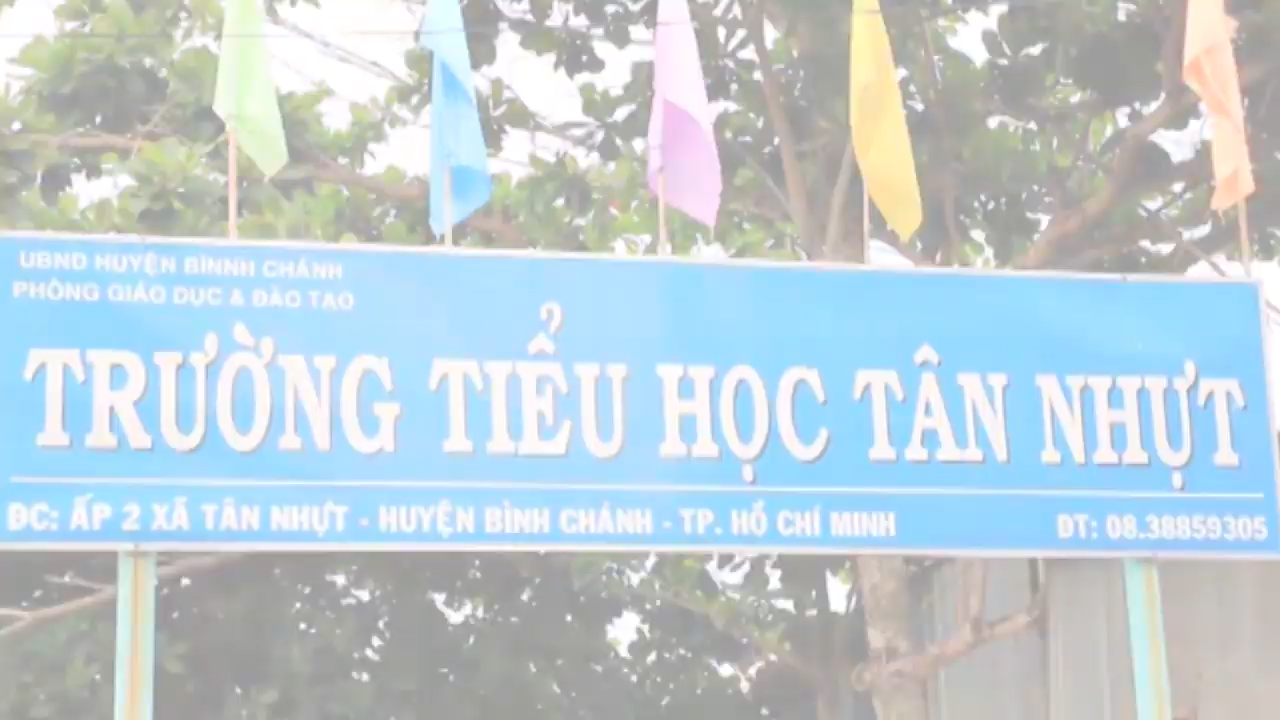 UBND HUYỆN BÌNNH CHÁNH
PHÒNG GIÁO DỤC & ĐÀO TẠO
TRƯỜNG TIỂU HỌC TÂN NHỰT
ĐC: ẤP 2 XÃ TÂN NHỰT - HUYỆN BÌNH CHÁNH - TP. HỒ CHÍ MINH ĐT: 08.38859305